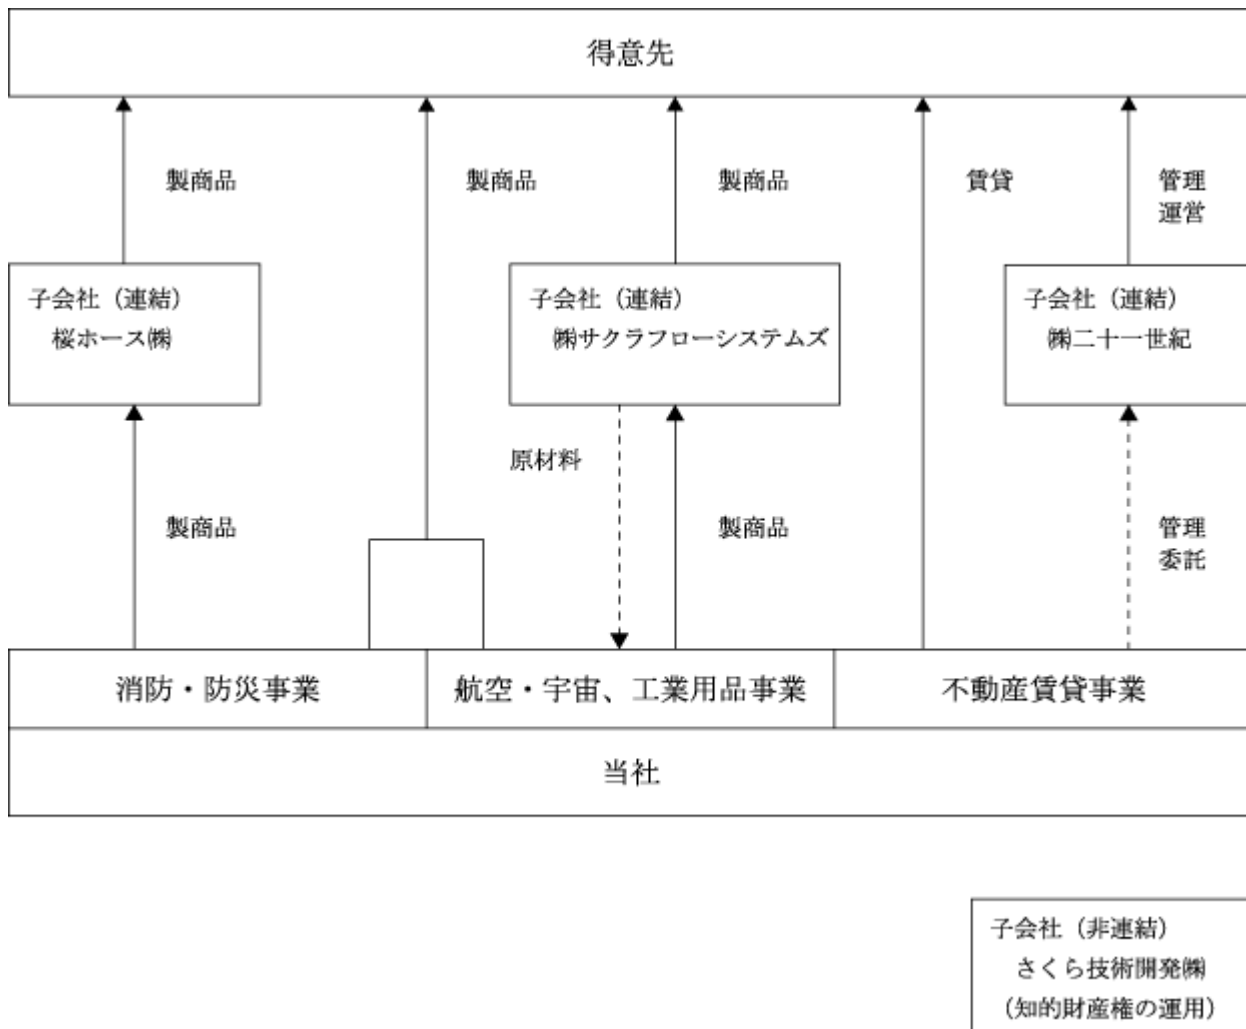 得意先
製商品
製商品
製商品
賃貸
管理
運営
子会社（連結）
桜ホース㈱
子会社（連結）
㈱サクラフローシステムズ
子会社（連結）
㈱二十一世紀
原材料
製商品
製商品
管理
委託
消防・防災事業
航空・宇宙、工業用品事業
不動産賃貸事業
当社
子会社（非連結）
さくら技術開発㈱
（知的財産権の運用）